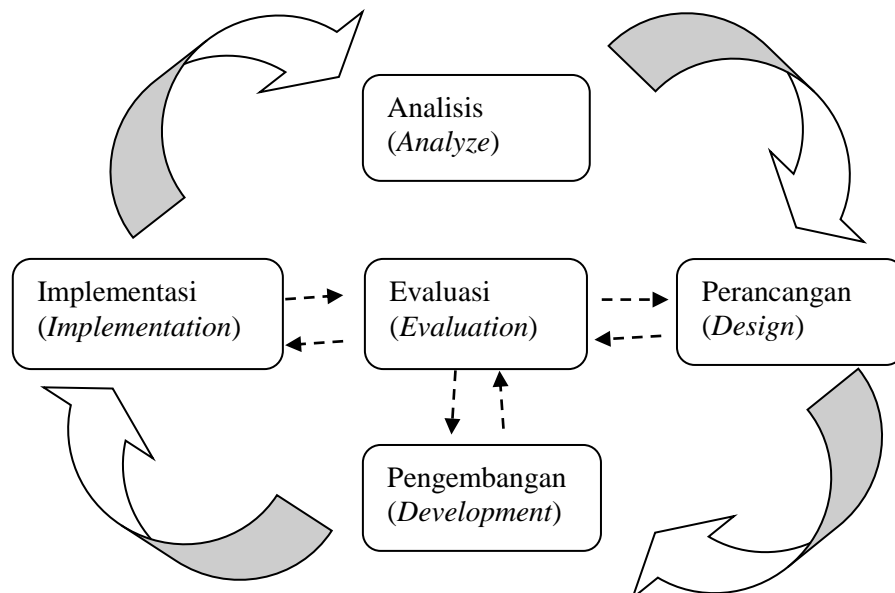 Analisis
(Analyze)
Implementasi
(Implementation)
Evaluasi
(Evaluation)
Perancangan
(Design)
Pengembangan
(Development)